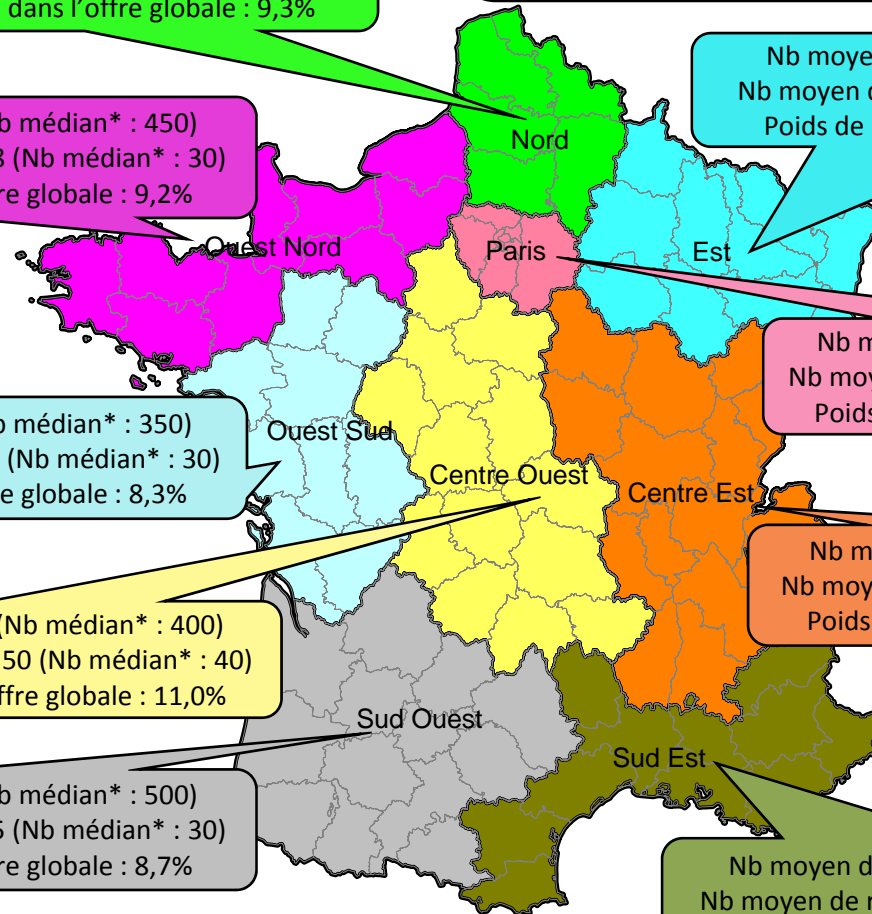 dans l'offre globale : 9,3%
Nord
Nb moye
Nb moyen
Poids de
b médian* : 450)
(Nb médian* : 30)
re globale : 9,2%
Ouest Nord
Paris
Est
Nb m
Nb moy
Poids
b médian* : 350)
(Nb médian* : 30)
e globale : 8,3%
Ouest Sud
Centre Ouest
Centre Est
Nb m
Nb moy
Poids
(Nb médian* : 400)
50 (Nb médian* : 40)
ffre globale : 11,0%
Sud Ouest
Sud Est
b médian* : 500)
(Nb médian* : 30)
re globale : 8,7%
Nb moyen d
Nb moyen de